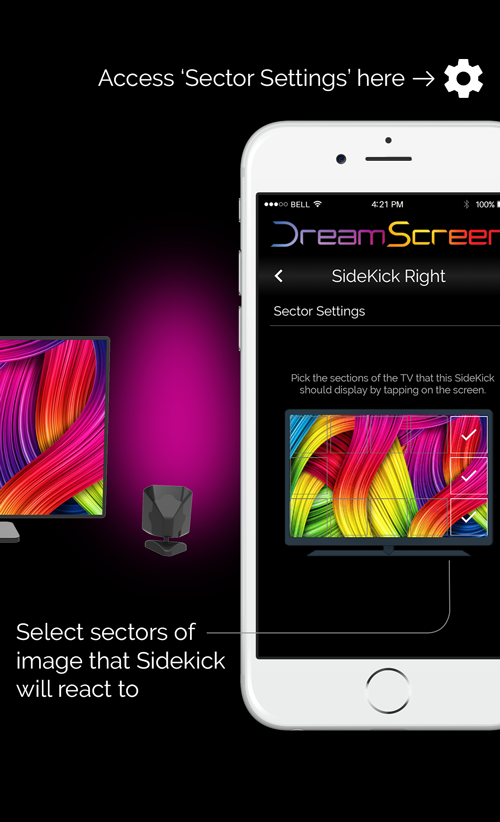 Access ‘Sector Settings’ here
BELL 4:21 PM 100%
DreamScreen
SideKick Right
Sector Settings
Pick the sections of the TV that this SideKick
should display by tapping on the screen.
Select sectors of
image that Sidekick
will react to